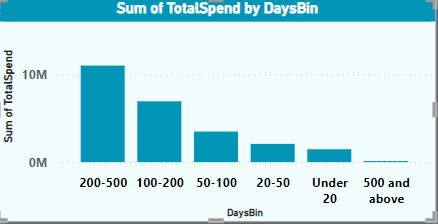 Sum of TotalSpend by DaysBin
Sum of TotalSpend
10M
0M
200-500 100-200 50-100 20-50 Under 500 and
20 above
DaysBin